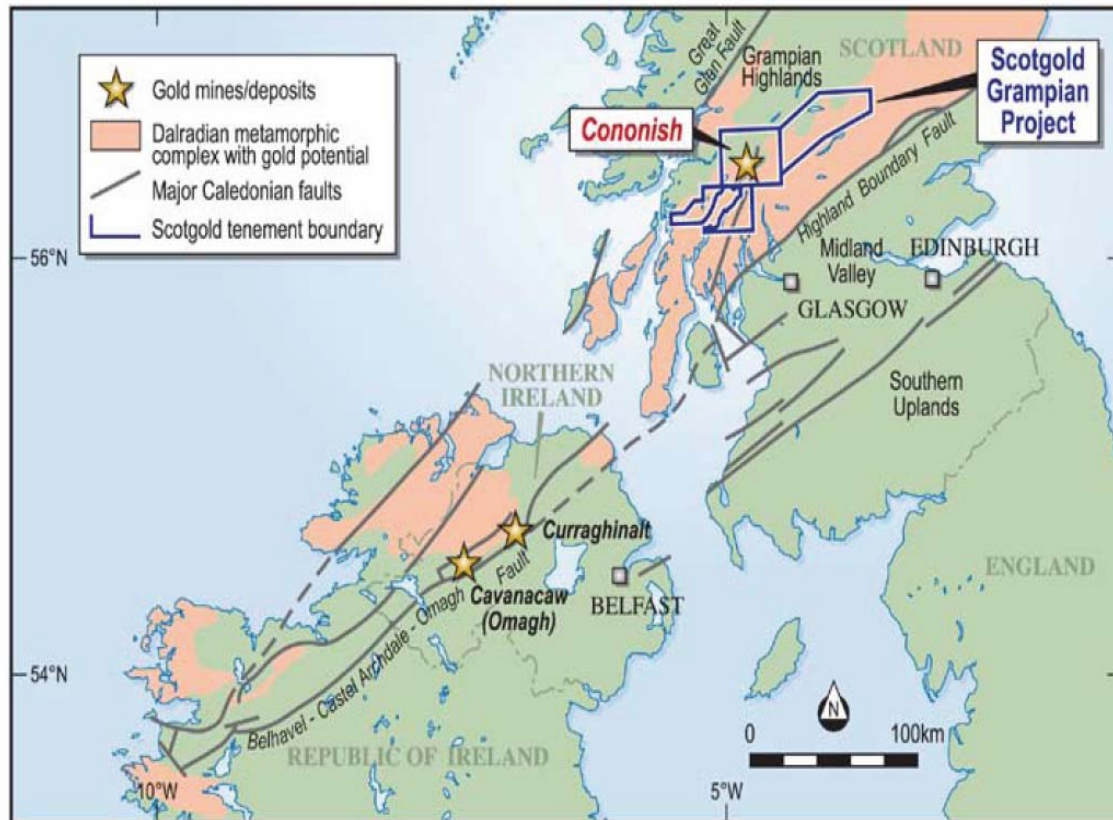 Gold mines/deposits
Dalradian metamorphic
complex with gold potential
Major Caledonian faults
Scotgold tenement boundary
Great
Glen Fault
Grampian
Highlands
SCOTLAND
Scotgold
Grampian
Project
Cononish
Highland Boundary Fault
56°N
Midland
Valley
EDINBURGH
GLASGOW
NORTHERN
IRELAND
Southern
Uplands
Curraghinalt
Cavanacaw
(Omagh)
BELFAST
ENGLAND
54°N
Belhavel - Castel Archdale - Omagh Fault
REPUBLIC OF IRELAND
N
0 100km
10°W
5°W